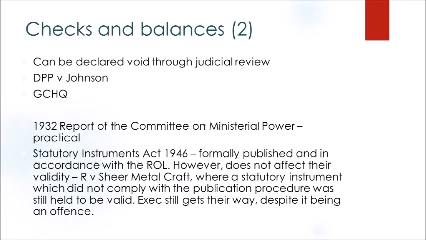 Checks and balances (2)
Can be declared void through judicial review
DPP v Johnson
GCHQ
1932 Report of the Committee on Ministerial Power –
practical
Statutory Instruments Act 1946 – formally published and in
accordance with the ROL. However, does not affect their
validity – R v Sheer Metal Craft, where a statutory instrument
which did not comply with the publication procedure was
still held to be valid. Exec still gets their way, despite it being
an offence.